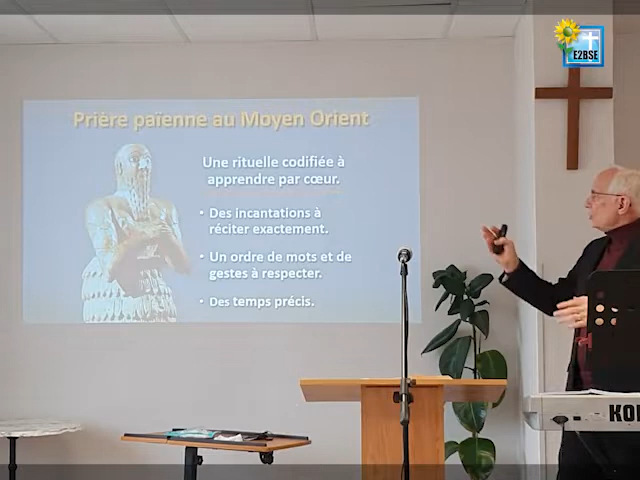 E2BSE
Prière païenne au Moyen Orient
Une rituelle codifiée à
apprendre par cœur.
• Des incantations à
réciter exactement.
• Un ordre de mots et de
gestes à respecter.
• Des temps précis.